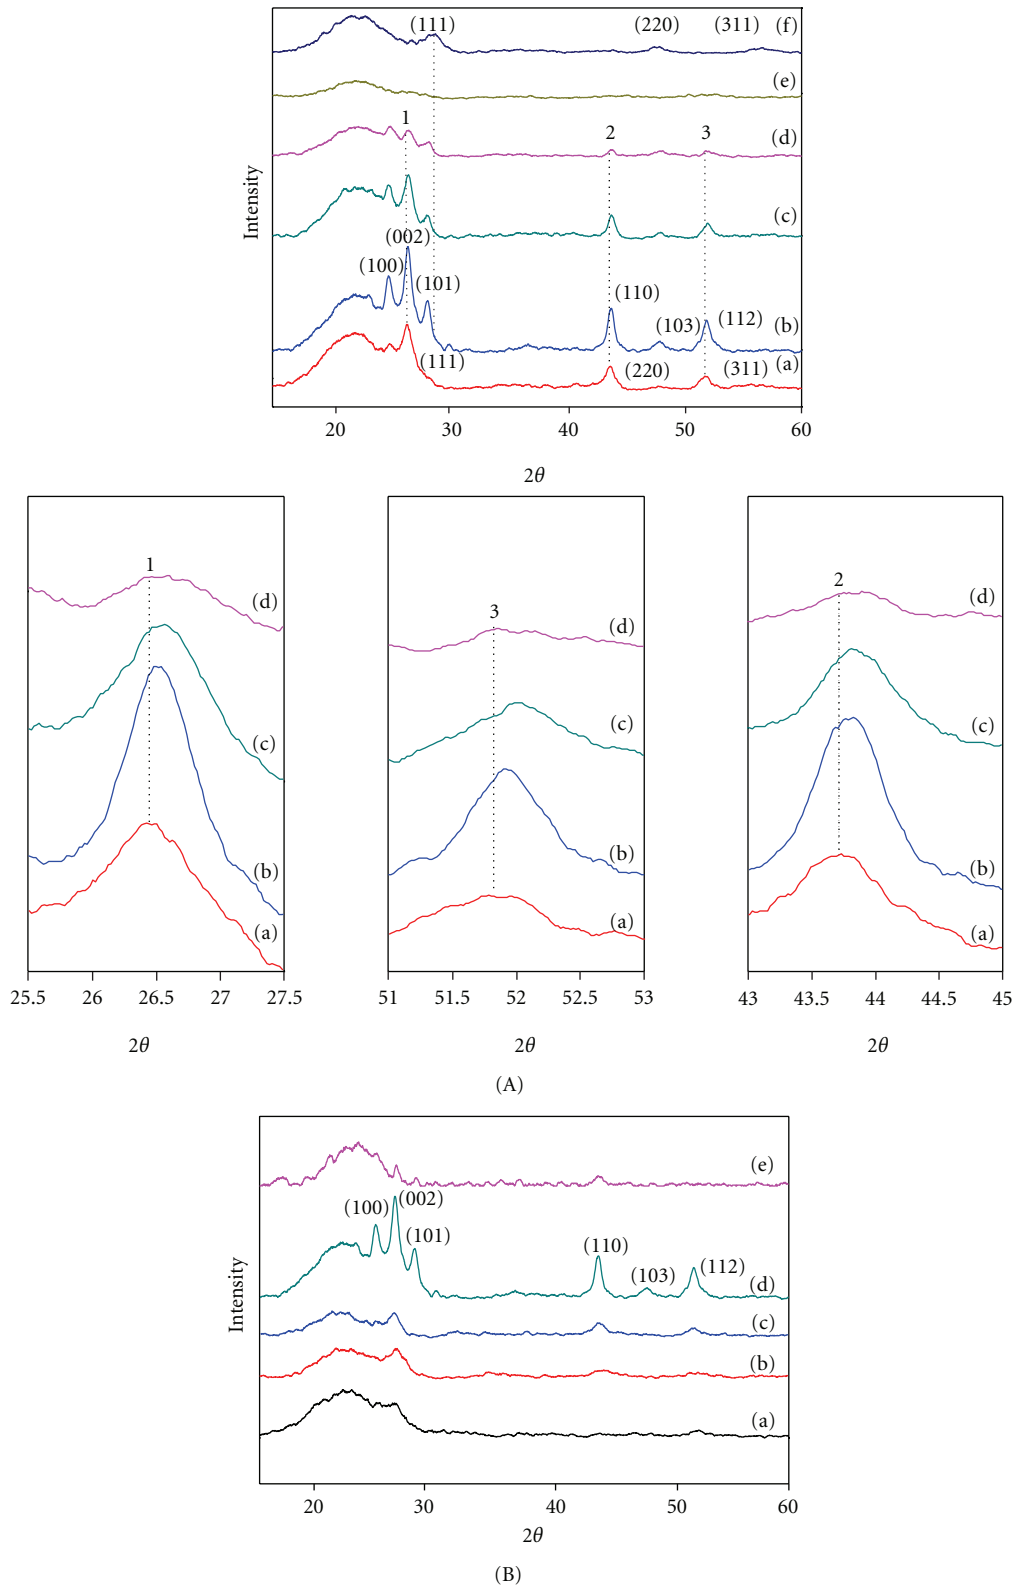 (111) (220) (311) (f)
(e)
1 2 3 (d)
(c)
(002)
(100) (101) (110)
(103) (112) (b)
(111) (220) (311) (a)
Intensity
20 30 40 50 60
2θ
1 (d) (c) (b) (a)
25.5 26 26.5 27 27.5
2θ
3 (d) (c) (b) (a)
51 51.5 52 52.5 53
2θ
2 (d) (c) (b) (a)
43 43.5 44 44.5 45
2θ
(A)
(e)
(100) (002)
(101) (110) (103) (112)
(d)
(c)
(b)
(a)
Intensity
20 30 40 50 60
2θ
(B)